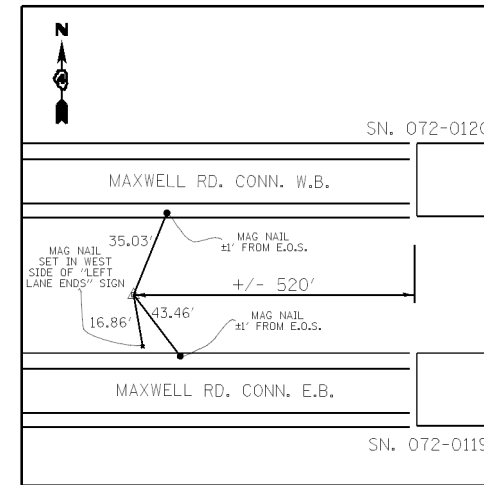 N
SN. 072-0120
MAXWELL RD. CONN. W.B.
35.03'
MAG NAIL
±1' FROM E.O.S.
MAG NAIL
SET IN WEST
SIDE OF "LEFT
LANE ENDS" SIGN
+/- 520'
43.46'
16.86'
MAG NAIL
±1' FROM E.O.S.
MAXWELL RD. CONN. E.B.
SN. 072-0119